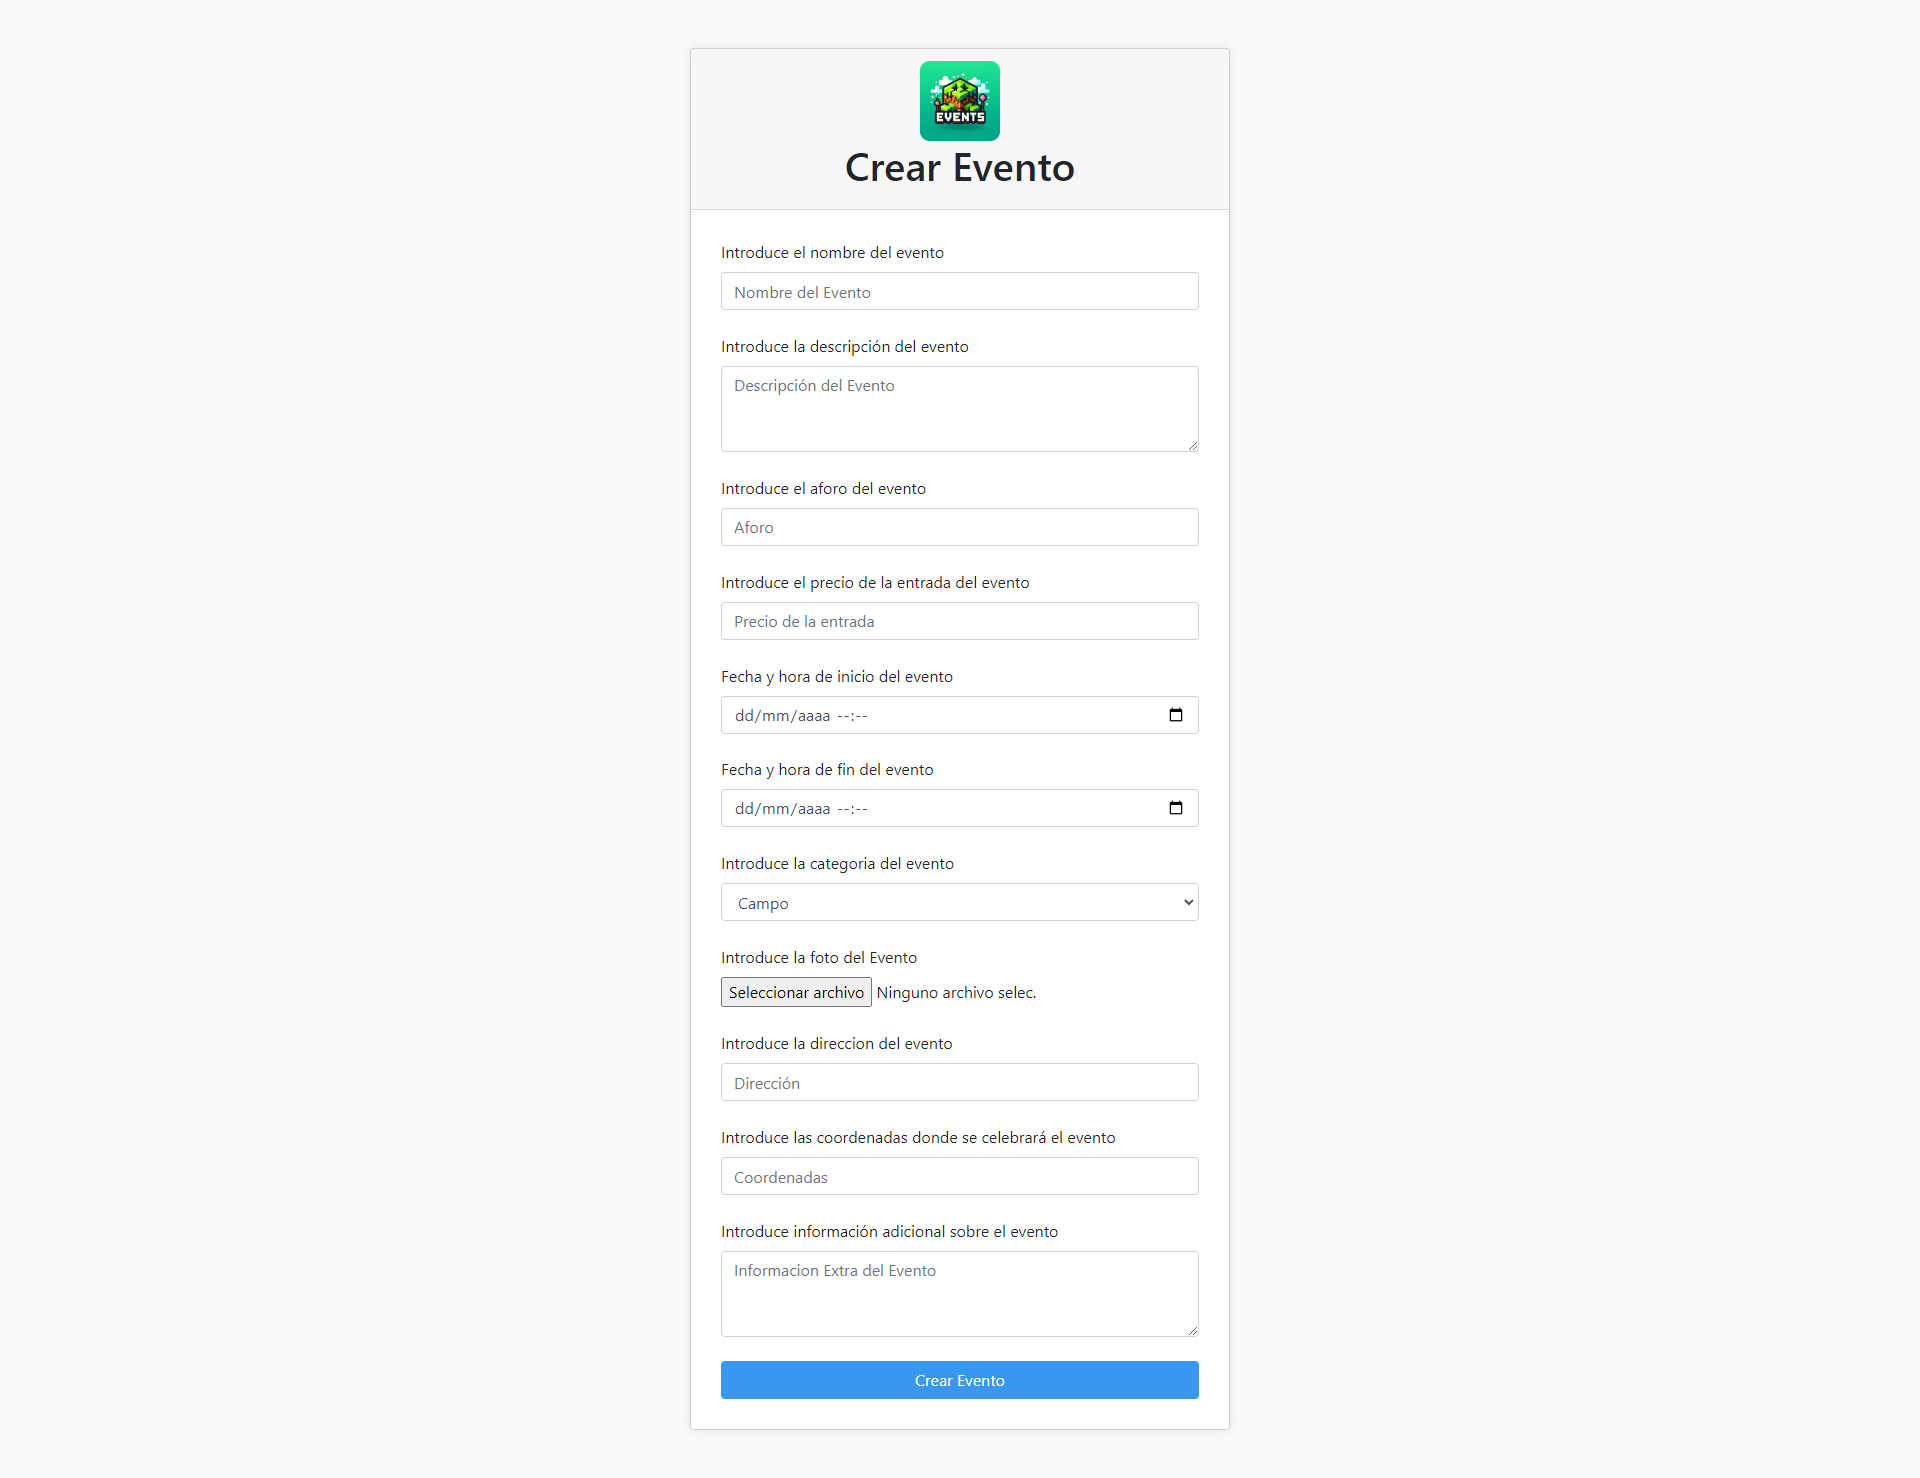 EVENTS
Crear Evento
Introduce el nombre del evento
Nombre del Evento
Introduce la descripción del evento
Descripción del Evento
Introduce el aforo del evento
Aforo
Introduce el precio de la entrada del evento
Precio de la entrada
Fecha y hora de inicio del evento
dd/mm/aaaa --:--
Fecha y hora de fin del evento
dd/mm/aaaa --:--
Introduce la categoria del evento
Campo
Introduce la foto del Evento
Seleccionar archivo Ninguno archivo selec.
Introduce la direccion del evento
Dirección
Introduce las coordenadas donde se celebrará el evento
Coordenadas
Introduce información adicional sobre el evento
Informacion Extra del Evento
Crear Evento